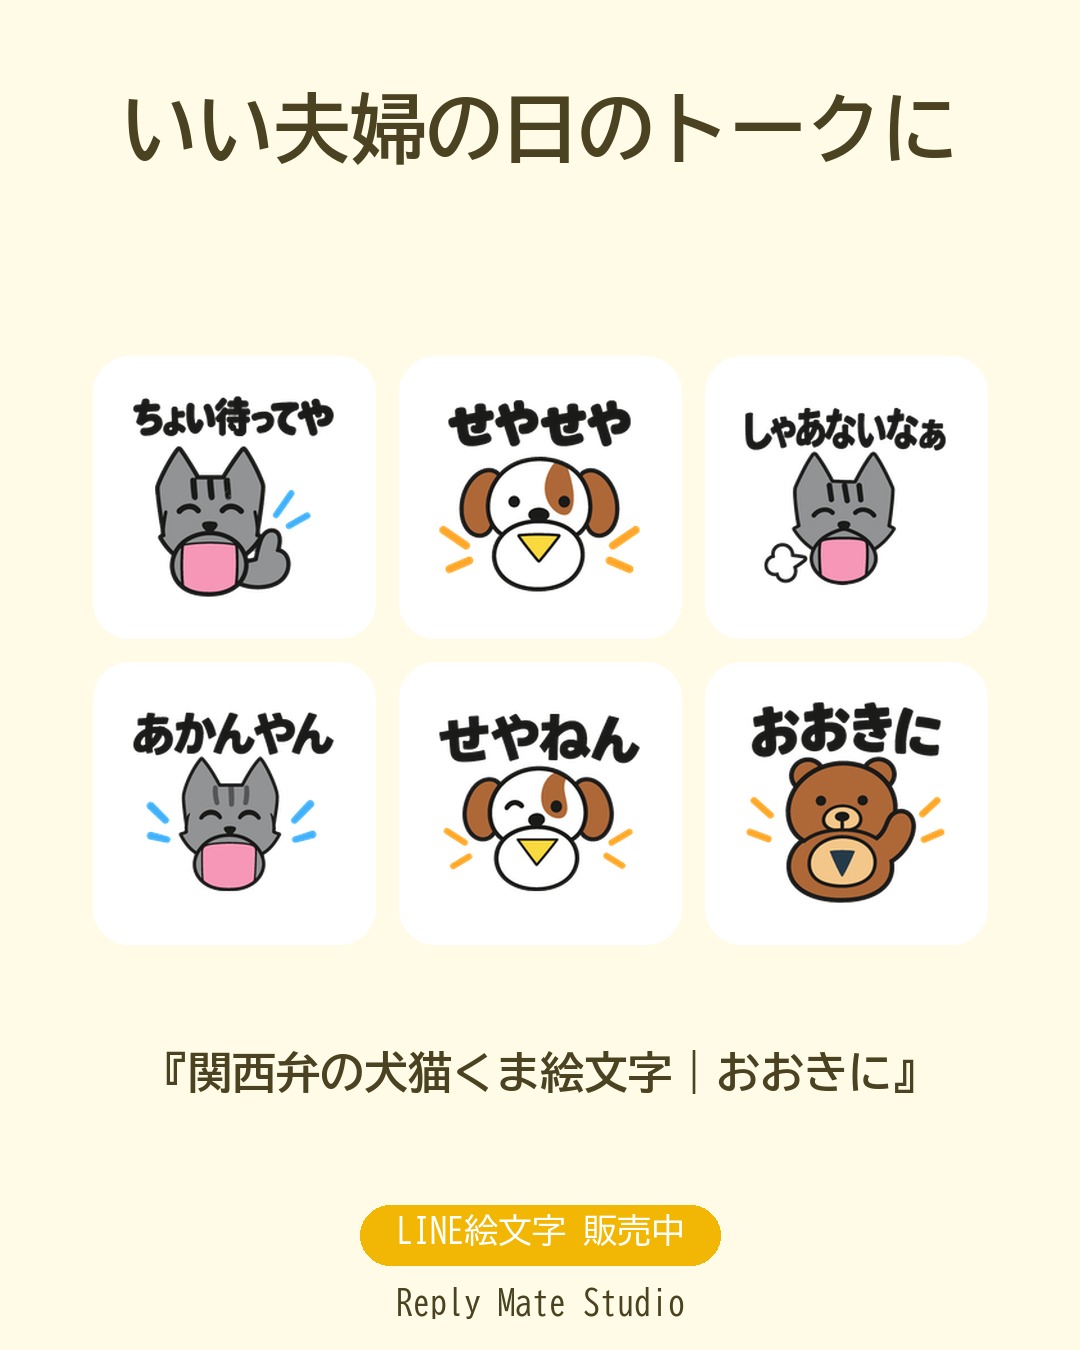 いい夫婦の日のトークに
ちょい待ってや
せやせや
しゃあないなぁ
あかんやん
せやねん
おおきに
『関西弁の犬猫くま絵文字｜おおきに』
LINE絵文字 販売中
Reply Mate Studio